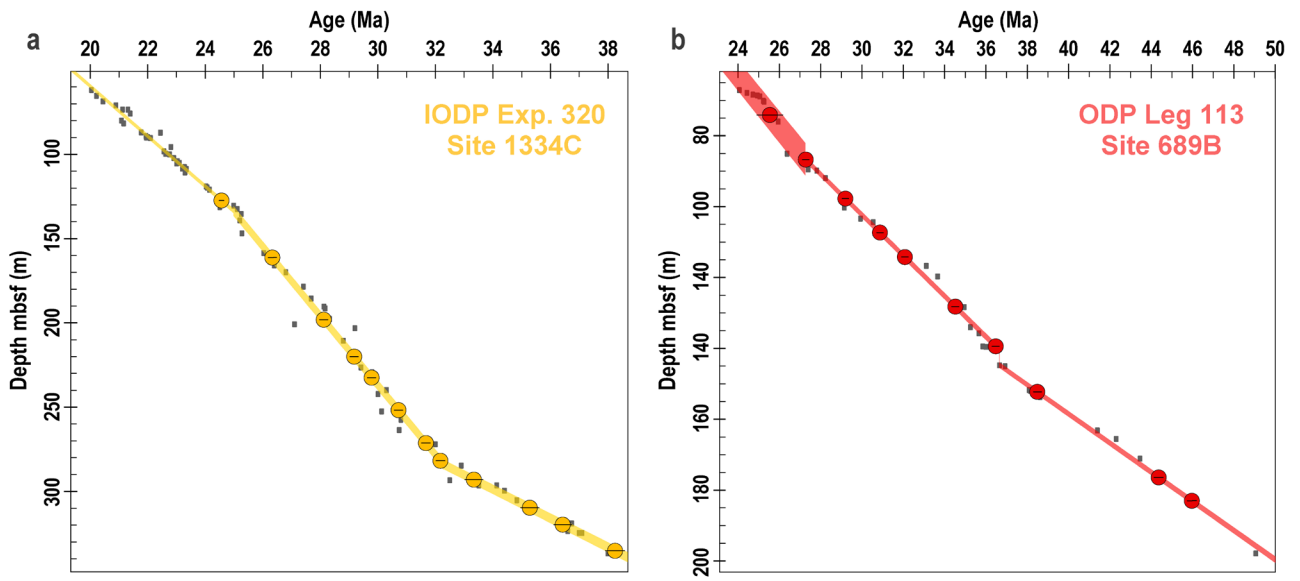 Age (Ma)
a
20 22 24 26 28 30 32 34 36 38
IODP Exp. 320
Site 1334C
100
150
200
250
300
Depth mbsf (m)
Age (Ma)
b
24 26 28 30 32 34 36 38 40 42 44 46 48 50
ODP Leg 113
Site 689B
80
100
120
140
160
180
200
Depth mbsf (m)